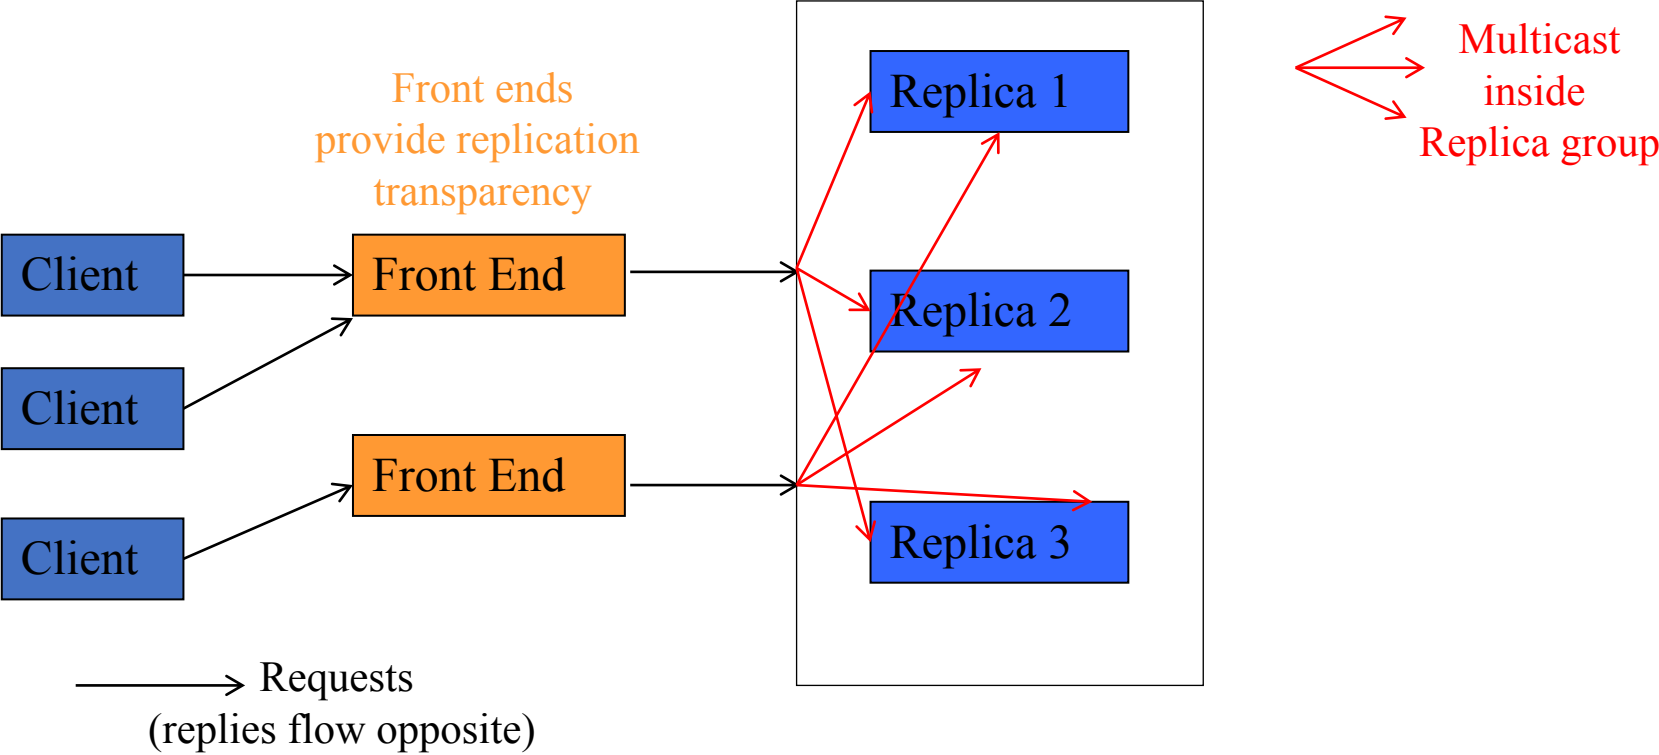 Front ends
provide replication
transparency
Client
Client
Client
Front End
Front End
Replica 1
Replica 2
Replica 3
Multicast
inside
Replica group
Requests
(replies flow opposite)